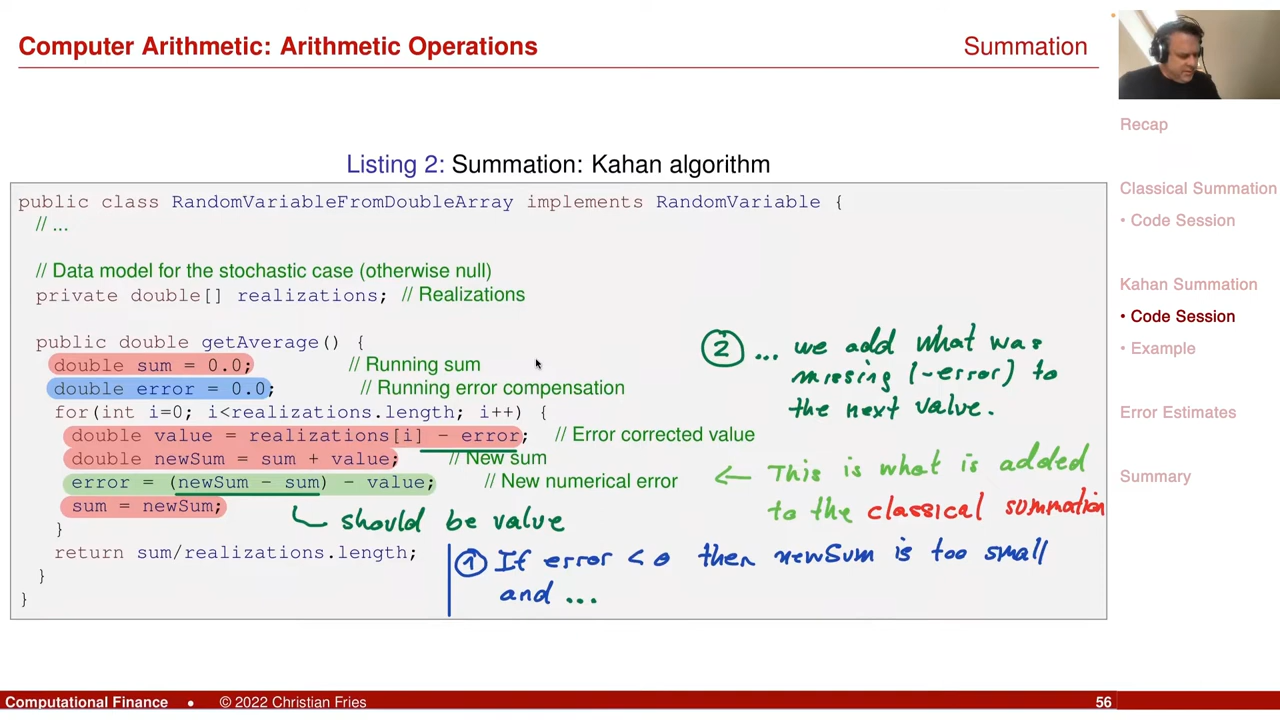 Computer Arithmetic: Arithmetic Operations
Summation
Listing 2: Summation: Kahan algorithm
public class RandomVariableFromDoubleArray implements RandomVariable {
// ...
// Data model for the stochastic case (otherwise null)
private double[] realizations; // Realizations
public double getAverage() {
double sum = 0.0; // Running sum
double error = 0.0; // Running error compensation
for(int i=0; i<realizations.length; i++) {
double value = realizations[i] - error; // Error corrected value
double newSum = sum + value; // New sum
error = (newSum - sum) - value; // New numerical error
sum = newSum;
}
return sum/realizations.length;
}
}
② ... we add what was
missing (-error) to
the next value.
← This is what is added
to the classical summation
should be value
① If error < 0 then newSum is too small
and ...
Recap
Classical Summation
• Code Session
Kahan Summation
• Code Session
• Example
Error Estimates
Summary
Computational Finance • © 2022 Christian Fries
56